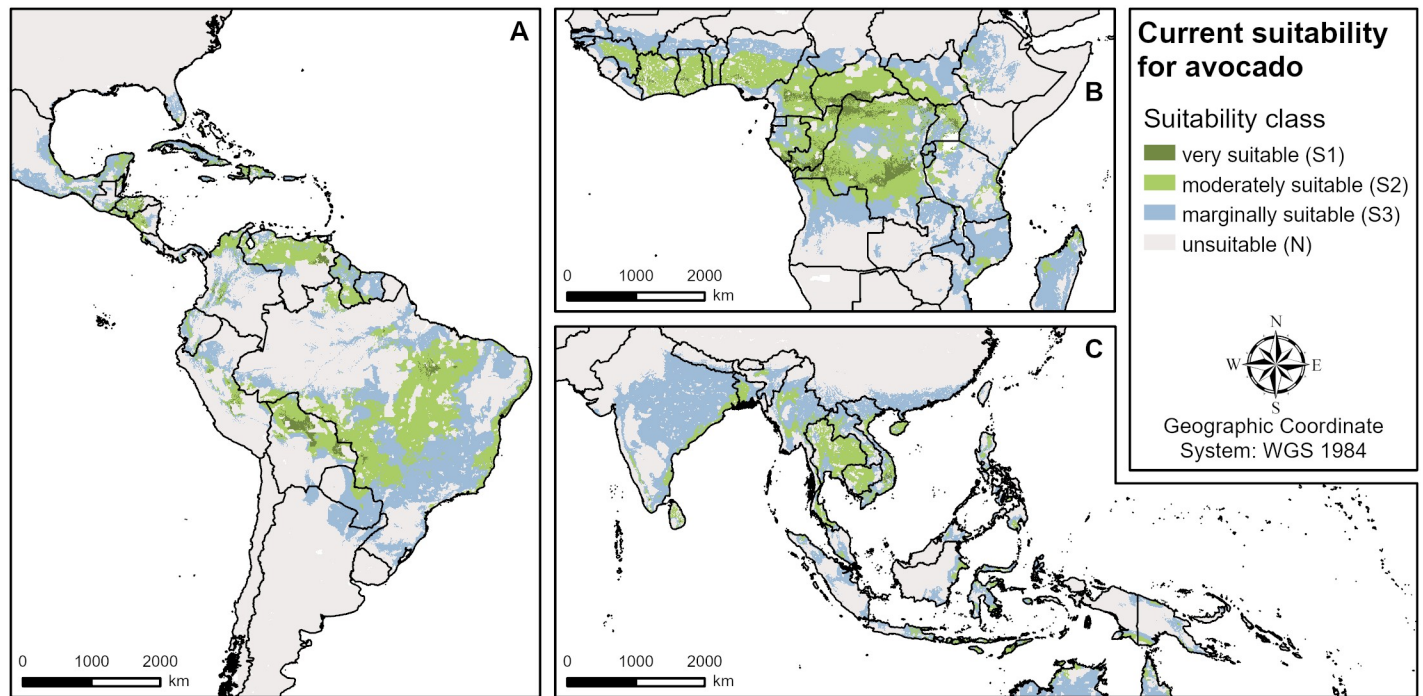 A
B
C
0 1000 2000
km
0 1000 2000
km
0 1000 2000
km
Current suitability
for avocado
Suitability class
very suitable (S1)
moderately suitable (S2)
marginally suitable (S3)
unsuitable (N)
N
W E
S
Geographic Coordinate
System: WGS 1984